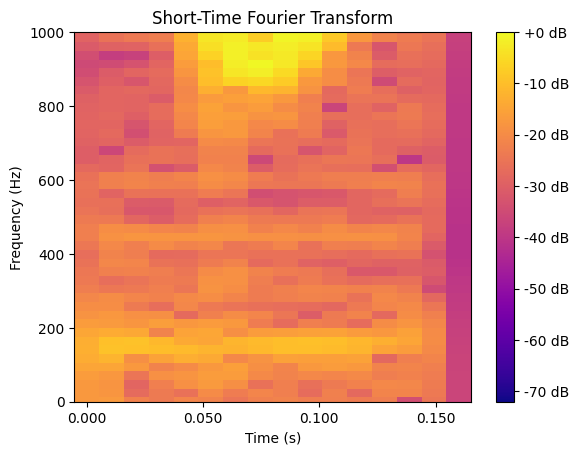 Short-Time Fourier Transform
1000
800
600
400
200
0
Frequency (Hz)
0.000
0.050
0.100
0.150
Time (s)
+0 dB
-10 dB
-20 dB
-30 dB
-40 dB
-50 dB
-60 dB
-70 dB